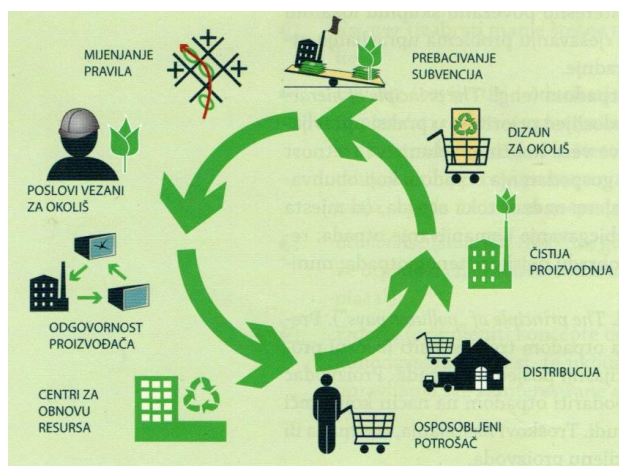 MIJENJANJE
PRAVILA
PREBACIVANJE
SUBVENCIJA
DIZAJN
ZA OKOLIŠ
POSLOVI VEZANI
ZA OKOLIŠ
ČISTIJA
PROIZVODNJA
ODGOVORNOST
PROIZVOĐAČA
DISTRIBUCIJA
CENTRI ZA
OBNOVU
RESURSA
OSPOSOBLJENI
POTROŠAČ